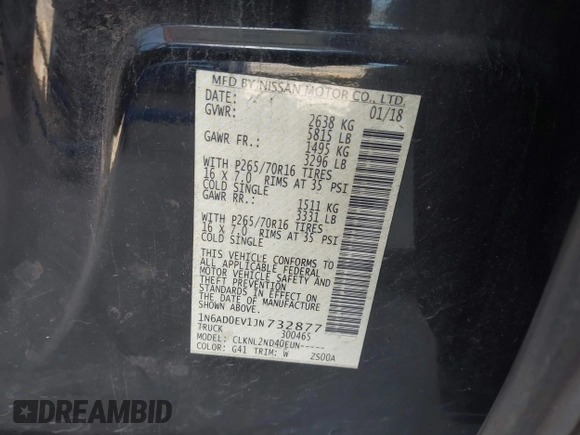 MFD BY NISSAN MOTOR CO., LTD.
DATE: 01/18
GVWR: 2638 KG
5815 LB
GAWR FR.: 1495 KG
3296 LB
WITH P265/70R16 TIRES
16 X 7.0 RIMS AT 35 PSI
COLD SINGLE
GAWR RR.: 1511 KG
3331 LB
WITH P265/70R16 TIRES
16 X 7.0 RIMS AT 35 PSI
COLD SINGLE
THIS VEHICLE CONFORMS TO
ALL APPLICABLE FEDERAL
MOTOR VEHICLE SAFETY AND
THEFT PREVENTION
STANDARDS IN EFFECT ON
THE DATE OF MANUFACTURE
SHOWN ABOVE.
1N6AD0EV1JN732877
TRUCK 300465
MODEL: CLKNL2ND40EUN-----
COLOR: G41 TRIM: W ZS00A
DREAMBID